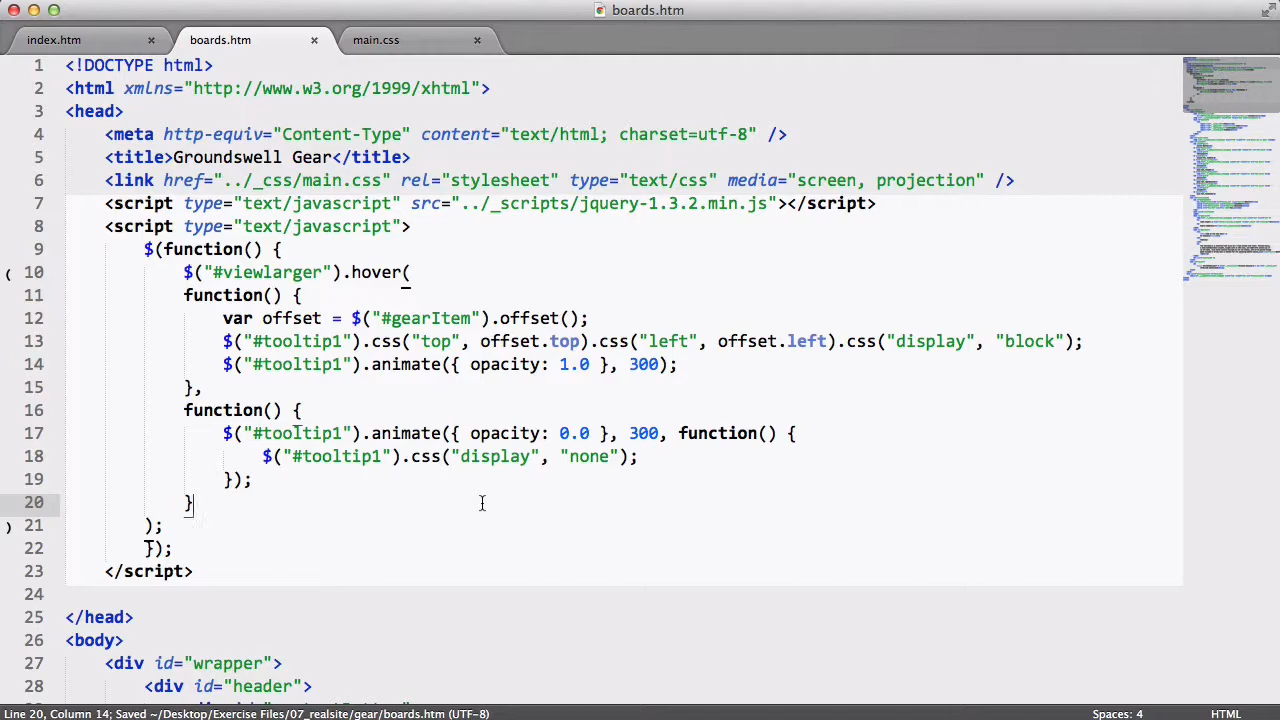 boards.htm
index.htm × boards.htm × main.css ×
1 <!DOCTYPE html>
2 <html xmlns="http://www.w3.org/1999/xhtml">
3 <head>
4 <meta http-equiv="Content-Type" content="text/html; charset=utf-8" />
5 <title>Groundswell Gear</title>
6 <link href="../_css/main.css" rel="stylesheet" type="text/css" media="screen, projection" />
7 <script type="text/javascript" src="../_scripts/jquery-1.3.2.min.js"></script>
8 <script type="text/javascript">
9 $(function() {
10 $("#viewlarger").hover(
11 function() {
12 var offset = $("#gearItem").offset();
13 $("#tooltip1").css("top", offset.top).css("left", offset.left).css("display", "block");
14 $("#tooltip1").animate({ opacity: 1.0 }, 300);
15 },
16 function() {
17 $("#tooltip1").animate({ opacity: 0.0 }, 300, function() {
18 $("#tooltip1").css("display", "none");
19 });
20 }
21 );
22 });
23 </script>
24
25 </head>
26 <body>
27 <div id="wrapper">
28 <div id="header">
Line 20, Column 14; Saved ~/Desktop/Exercise Files/07_realsite/gear/boards.htm (UTF-8) Spaces: 4 HTML